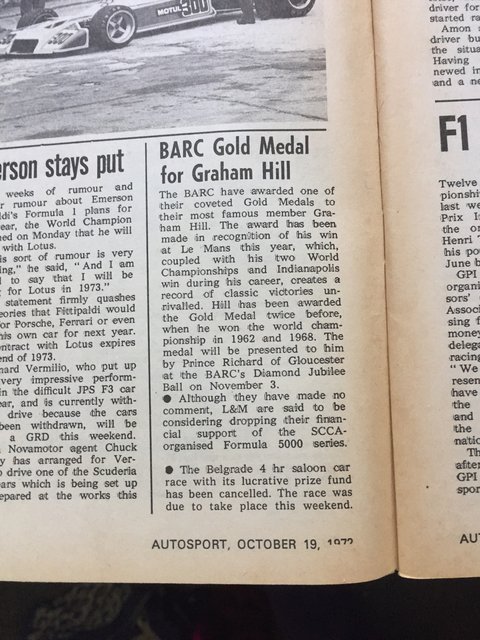 MOTUL 500
erson stays put
weeks of rumour and
r rumour about Emerson
ldi's Formula 1 plans for
year, the World Champion
ned on Monday that he will
with Lotus.
is sort of rumour is very
ing," he said, "And I am
d to say that I will be
g for Lotus in 1973."
statement firmly quashes
eories that Fittipaldi would
for Porsche, Ferrari or even
his own car for next year.
ontract with Lotus expires
end of 1973.
nard Vermilio, who put up
very impressive perform-
in the difficult JPS F3 car
ear, and is currently with-
drive because the cars
been withdrawn, will be
a GRD this weekend.
Novamotor agent Chuck
y has arranged for Ver-
o drive one of the Scuderia
ars which is being set up
epared at the works this
BARC Gold Medal
for Graham Hill
The BARC have awarded one of
their coveted Gold Medals to
their most famous member Gra-
ham Hill. The award has been
made in recognition of his win
at Le Mans this year, which,
coupled with his two World
Championships and Indianapolis
win during his career, creates a
record of classic victories un-
rivalled. Hill has been awarded
the Gold Medal twice before,
when he won the world cham-
pionship in 1962 and 1968. The
medal will be presented to him
by Prince Richard of Gloucester
at the BARC's Diamond Jubilee
Ball on November 3.
● Although they have made no
comment, L&M are said to be
considering dropping their finan-
cial support of the SCCA-
organised Formula 5000 series.
● The Belgrade 4 hr saloon car
race with its lucrative prize fund
has been cancelled. The race was
due to take place this weekend.
AUTOSPORT, OCTOBER 19, 1972
driver for
started ra
Amon
driver bu
the situa
Having
newed in
and a ne
F1
Twelve
pionshi
last we
Prix I
the o
Henri
his po
June b
GPI
organi
sors'
Assoc
sing f
money
delega
racing
"We
resen
have
the
and
the
natio
Th
after
GPI
spor
AU